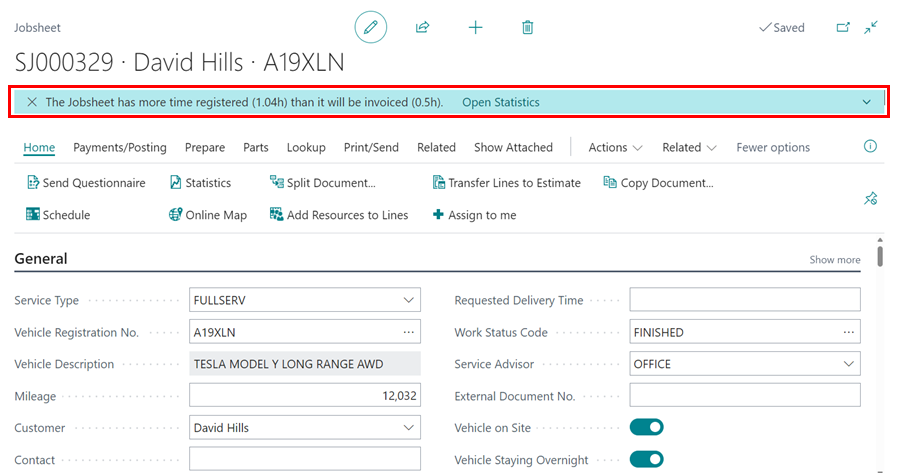 Jobsheet
Saved
SJ000329 · David Hills · A19XLN
The Jobsheet has more time registered (1.04h) than it will be invoiced (0.5h). Open Statistics
Home Payments/Posting Prepare Parts Lookup Print/Send Related Show Attached Actions Related Fewer options
Send Questionnaire Statistics Split Document... Transfer Lines to Estimate Copy Document...
Schedule Online Map Add Resources to Lines Assign to me
General Show more
Service Type FULLSERV Requested Delivery Time
Vehicle Registration No. A19XLN Work Status Code FINISHED
Vehicle Description TESLA MODEL Y LONG RANGE AWD Service Advisor OFFICE
Mileage 12,032 External Document No.
Customer David Hills Vehicle on Site
Contact Vehicle Staying Overnight